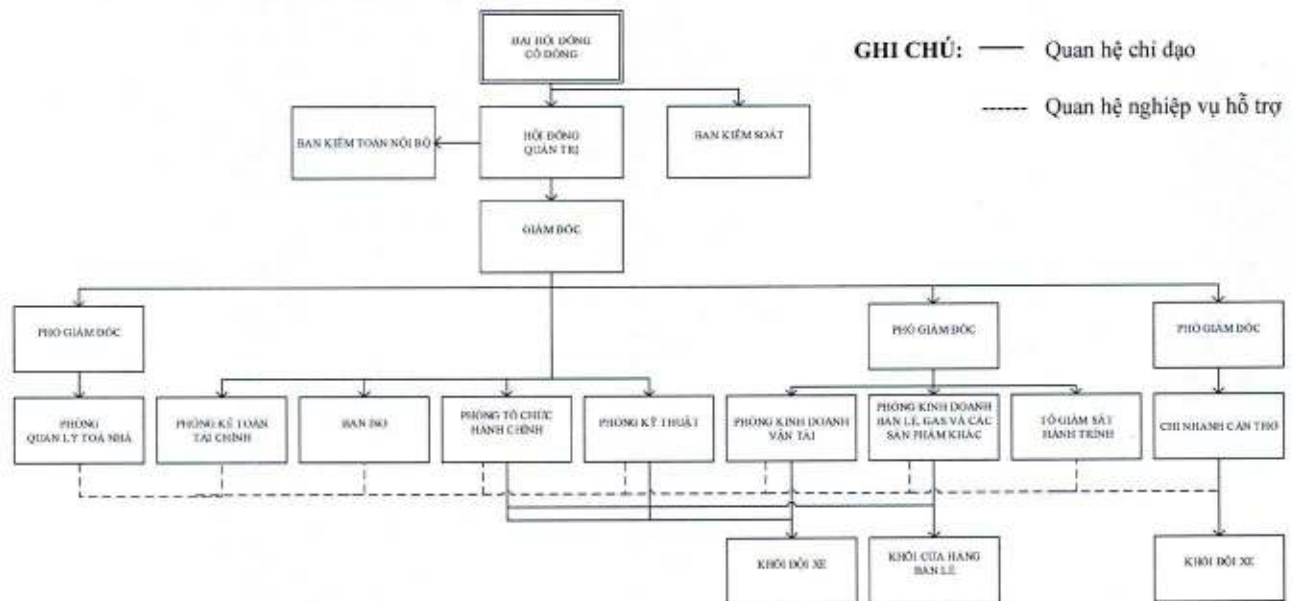 ĐẠI HỘI ĐỒNG
CỔ ĐÔNG
GHI CHÚ:
Quan hệ chỉ đạo
Quan hệ nghiệp vụ hỗ trợ
BAN KIỂM TOÁN NỘI BỘ
HỘI ĐỒNG
QUẢN TRỊ
BAN KIỂM SOÁT
GIÁM ĐỐC
PHÓ GIÁM ĐỐC
PHÓ GIÁM ĐỐC
PHÓ GIÁM ĐỐC
PHÒNG
QUẢN LÝ TOÀ NHÀ
PHÒNG KẾ TOÁN
TÀI CHÍNH
BAN ISO
PHÒNG TỔ CHỨC
HÀNH CHÍNH
PHÒNG KỸ THUẬT
PHÒNG KINH DOANH
VẬN TẢI
PHÒNG KINH DOANH
BÁN LẺ, GAS VÀ CÁC
SẢN PHẨM KHÁC
TỔ GIÁM SÁT
HÀNH TRÌNH
CHI NHÁNH CẦN THƠ
KHỐI ĐỘI XE
KHỐI CỬA HÀNG
BÁN LẺ
KHỐI ĐỘI XE